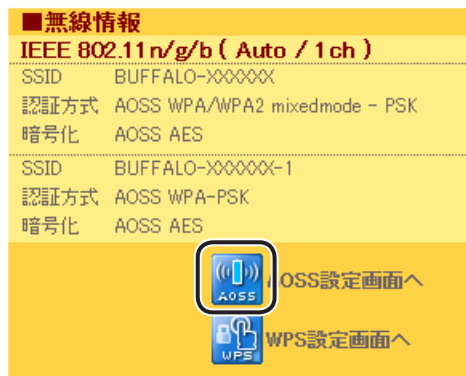 ■無線情報
IEEE 802.11n/g/b ( Auto / 1ch )
SSID BUFFALO-XXXXXX
認証方式 AOSS WPA/WPA2 mixedmode - PSK
暗号化 AOSS AES
SSID BUFFALO-XXXXXX-1
認証方式 AOSS WPA-PSK
暗号化 AOSS AES
AOSS AOSS設定画面へ
WPS WPS設定画面へ